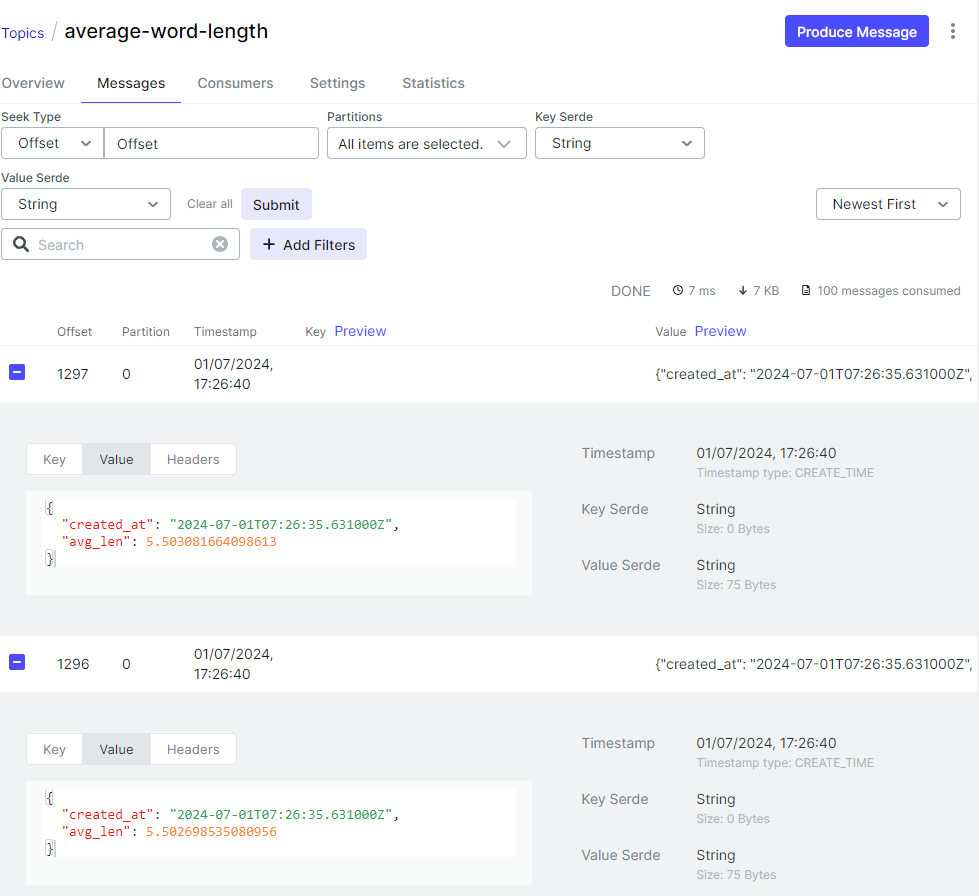 Topics / average-word-length
Produce Message
Overview Messages Consumers Settings Statistics
Seek Type Partitions Key Serde
Offset Offset All items are selected. String
Value Serde
String Clear all Submit Newest First
Search + Add Filters
DONE 7 ms 7 KB 100 messages consumed
Offset Partition Timestamp Key Preview Value Preview
1297 0 01/07/2024, 17:26:40 {"created_at": "2024-07-01T07:26:35.631000Z",
Key Value Headers
Timestamp 01/07/2024, 17:26:40
Timestamp type: CREATE_TIME
{
"created_at": "2024-07-01T07:26:35.631000Z",
"avg_len": 5.503081664098613
}
Key Serde String
Size: 0 Bytes
Value Serde String
Size: 75 Bytes
1296 0 01/07/2024, 17:26:40 {"created_at": "2024-07-01T07:26:35.631000Z",
Key Value Headers
Timestamp 01/07/2024, 17:26:40
Timestamp type: CREATE_TIME
{
"created_at": "2024-07-01T07:26:35.631000Z",
"avg_len": 5.502698535080956
}
Key Serde String
Size: 0 Bytes
Value Serde String
Size: 75 Bytes